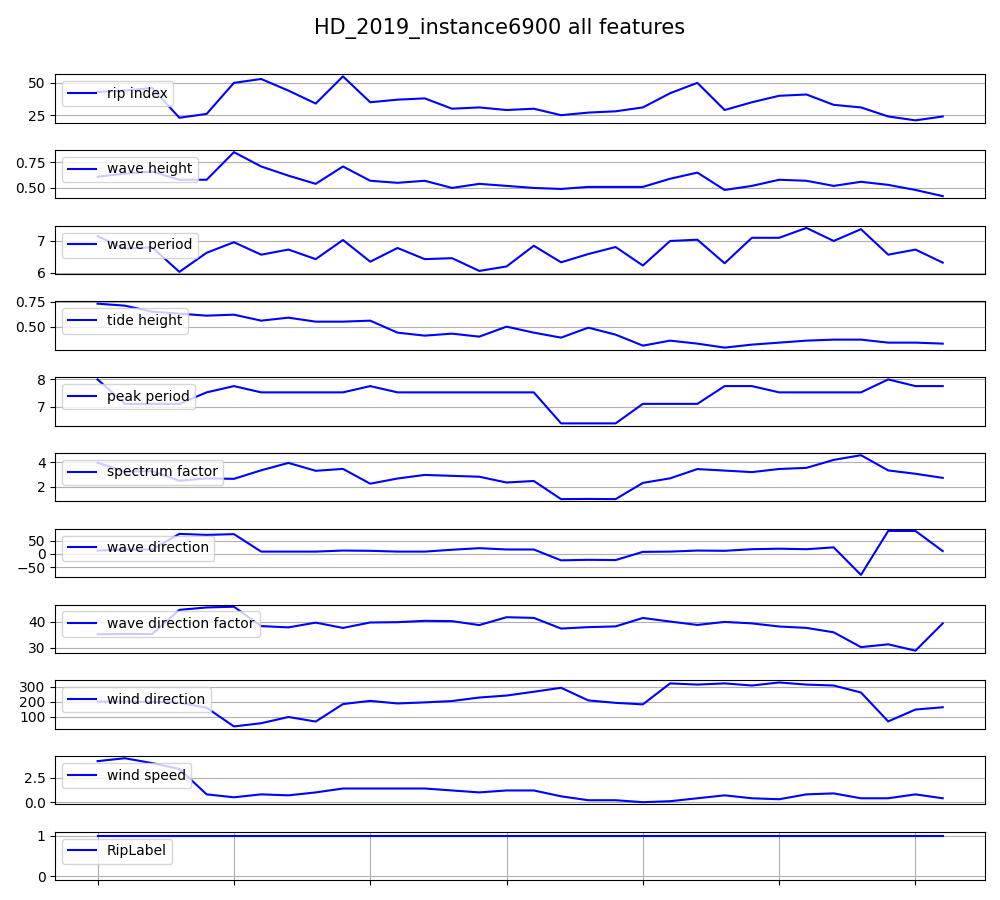 HD_2019_instance6900 all features
50
25
rip index
0.75
0.50
wave height
7
6
wave period
0.75
0.50
tide height
8
7
peak period
4
2
spectrum factor
50
0
−50
wave direction
40
30
wave direction factor
300
200
100
wind direction
2.5
0.0
wind speed
1
0
RipLabel